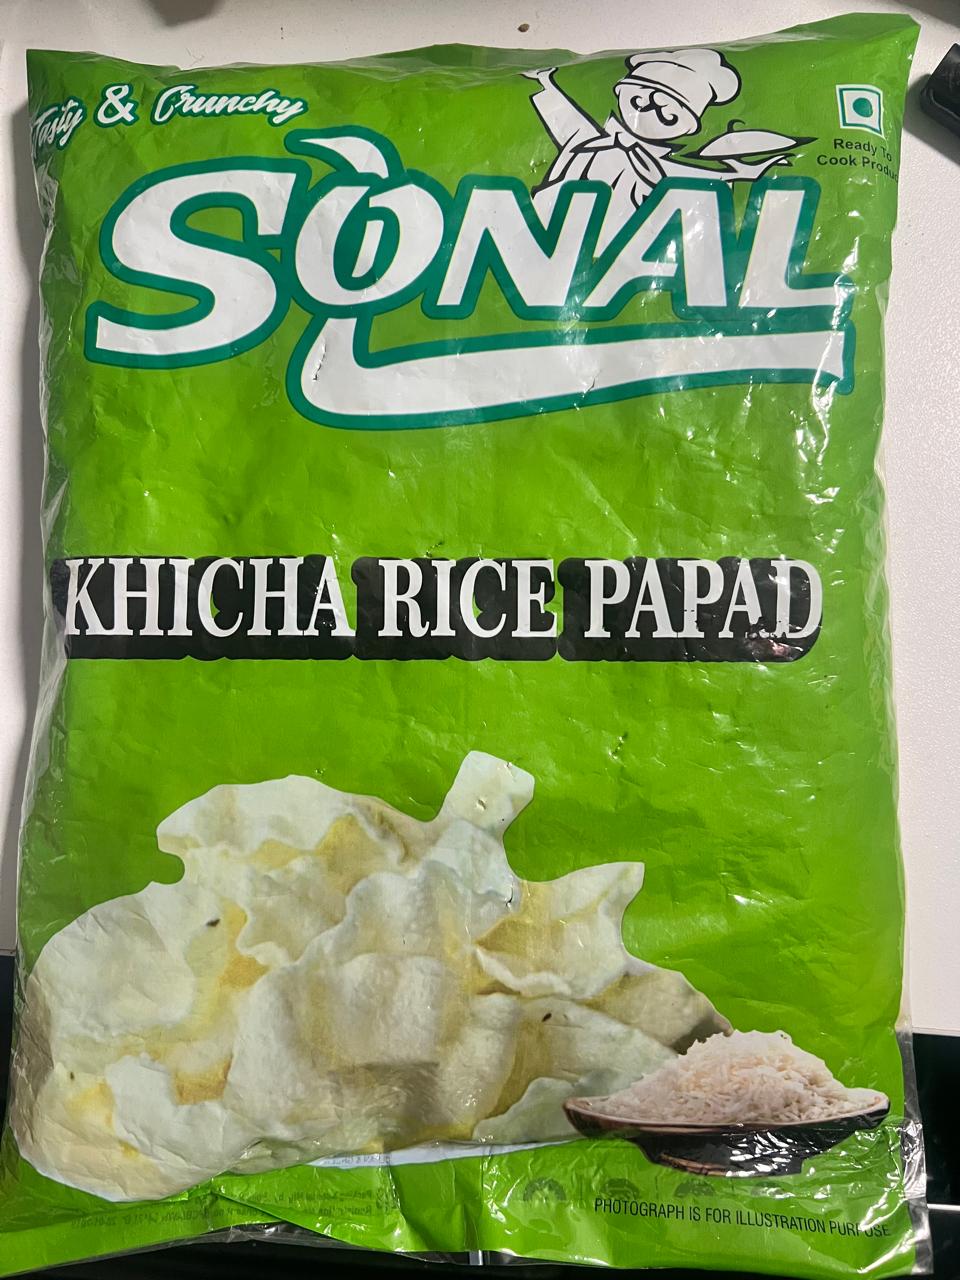 Tasty & Crunchy
SONAL
Ready To
Cook Product
KHICHA RICE PAPAD
PHOTOGRAPH IS FOR ILLUSTRATION PURPOSE